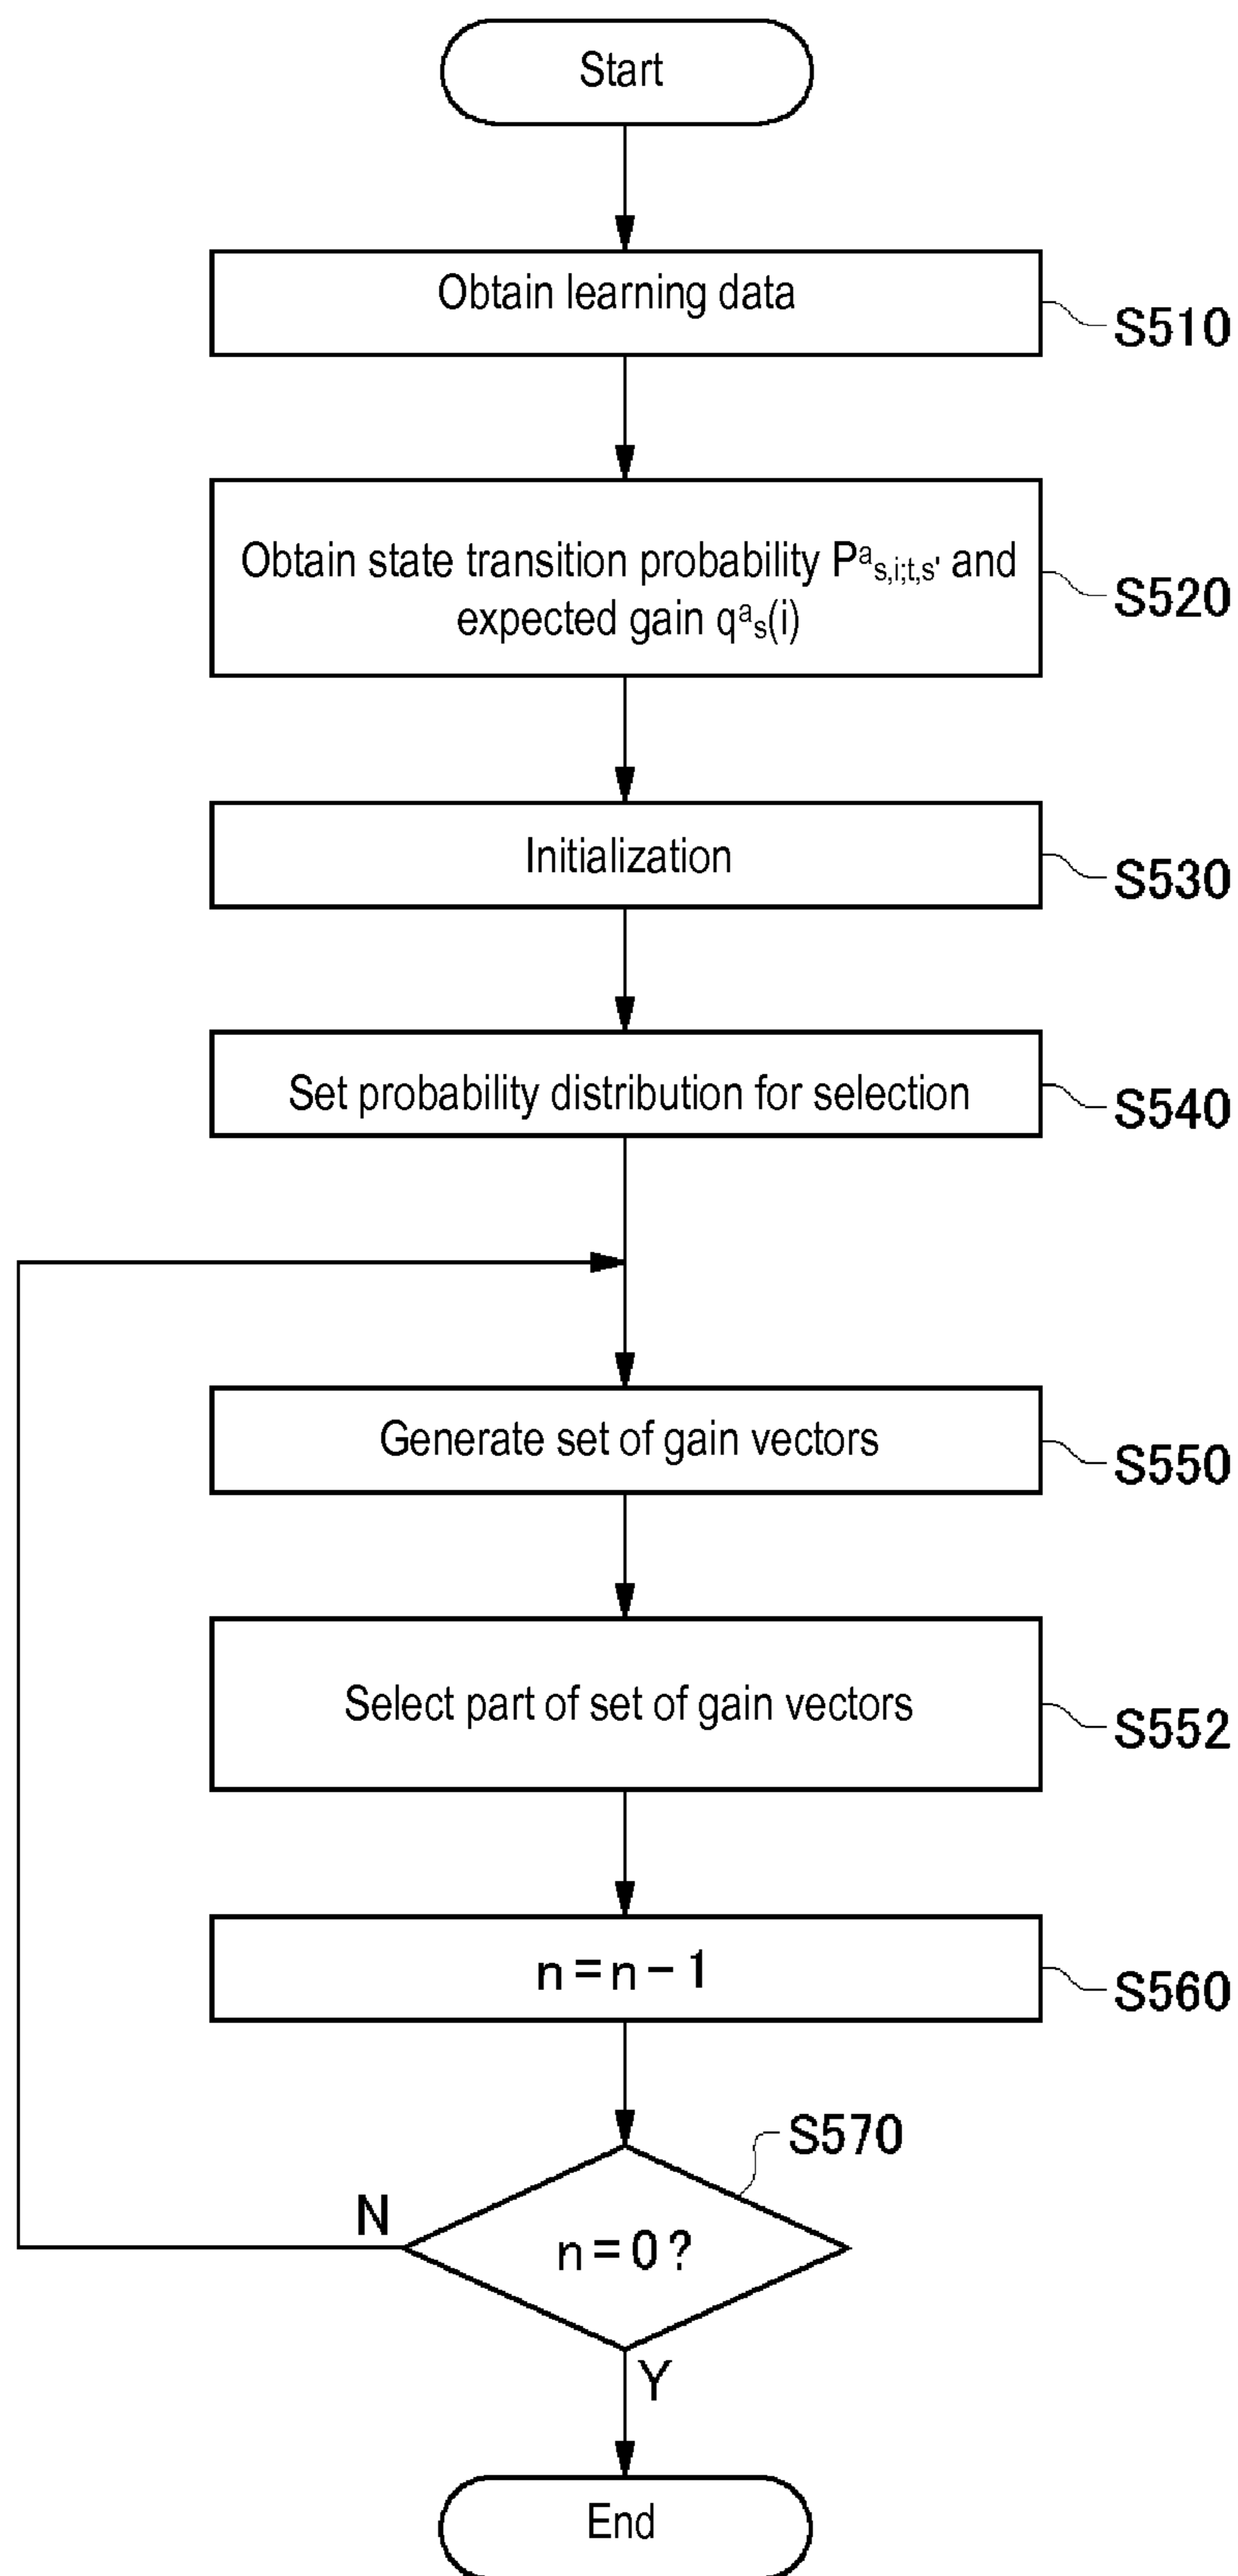 Start
Obtain learning data
S510
Obtain state transition probability Pᵃs,i;t,s' and
expected gain qᵃs(i)
S520
Initialization
S530
Set probability distribution for selection
S540
Generate set of gain vectors
S550
Select part of set of gain vectors
S552
n=n-1
S560
S570
N
n=0?
Y
End